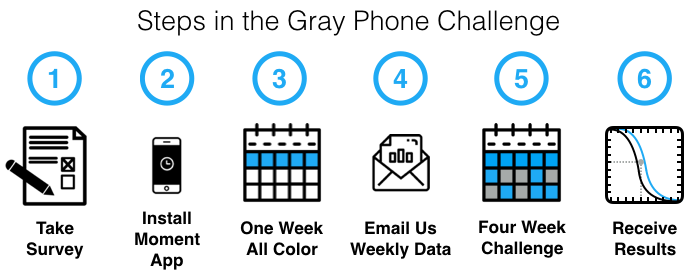 Steps in the Gray Phone Challenge
1 2 3 4 5 6
Take
Survey
Install
Moment
App
One Week
All Color
Email Us
Weekly Data
Four Week
Challenge
Receive
Results